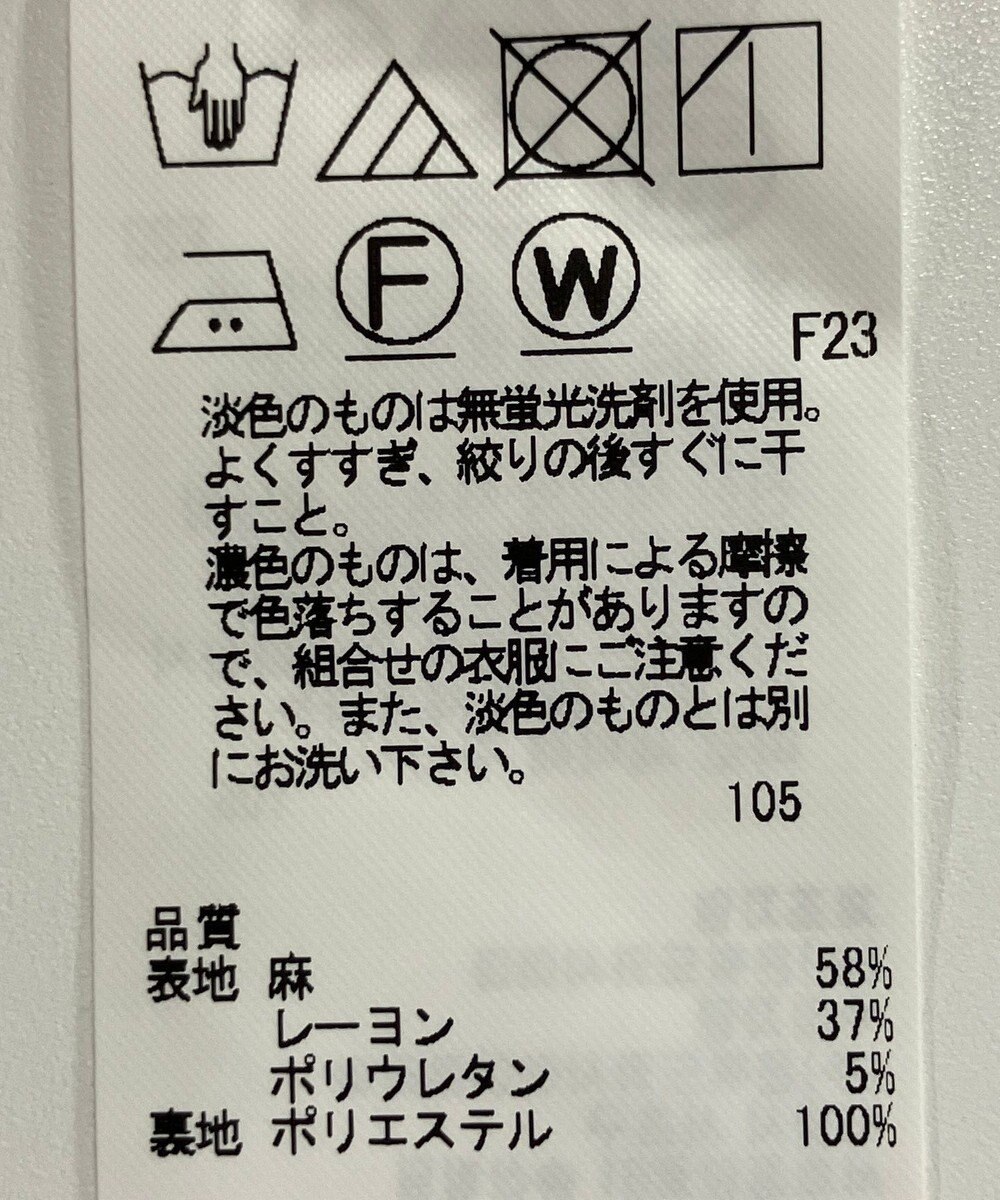 F W
F23
淡色のものは無蛍光洗剤を使用。
よくすすぎ、絞りの後すぐに干
すこと。
濃色のものは、着用による摩擦
で色落ちすることがありますの
で、組合せの衣服にご注意くだ
さい。また、淡色のものとは別
にお洗い下さい。
105
品質
表地 麻 58%
レーヨン 37%
ポリウレタン 5%
裏地 ポリエステル 100%